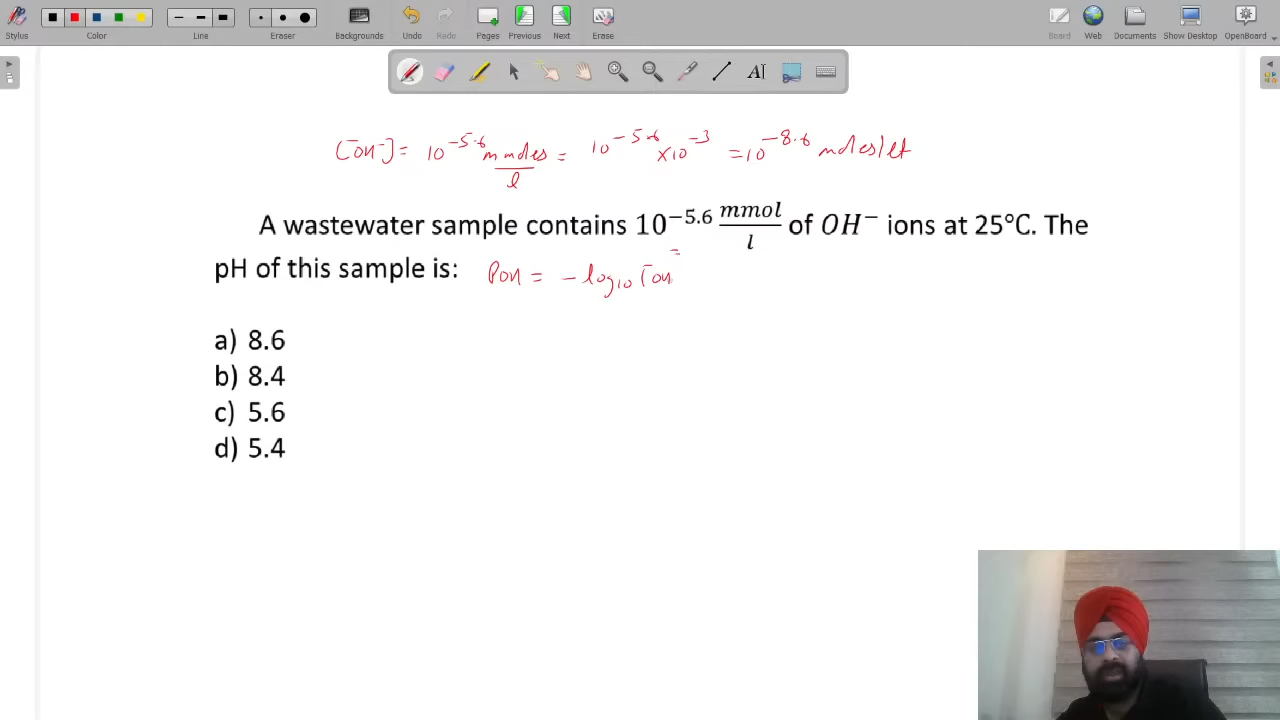 Stylus Color Line Eraser Backgrounds Undo Redo Pages Previous Next Erase Board Web Documents Show Desktop OpenBoard
[OH⁻] = 10^-5.6 mmoles/l = 10^-5.6 × 10^-3 = 10^-8.6 moles/lt
A wastewater sample contains 10^−5.6 mmol/l of OH− ions at 25°C. The
pH of this sample is: POH = - log10 [OH
a) 8.6
b) 8.4
c) 5.6
d) 5.4